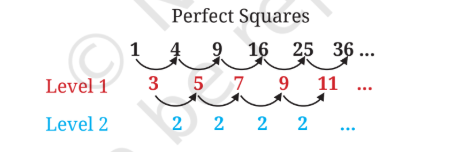 Perfect Squares
1 4 9 16 25 36 ...
Level 1 3 5 7 9 11 ...
Level 2 2 2 2 2 ...